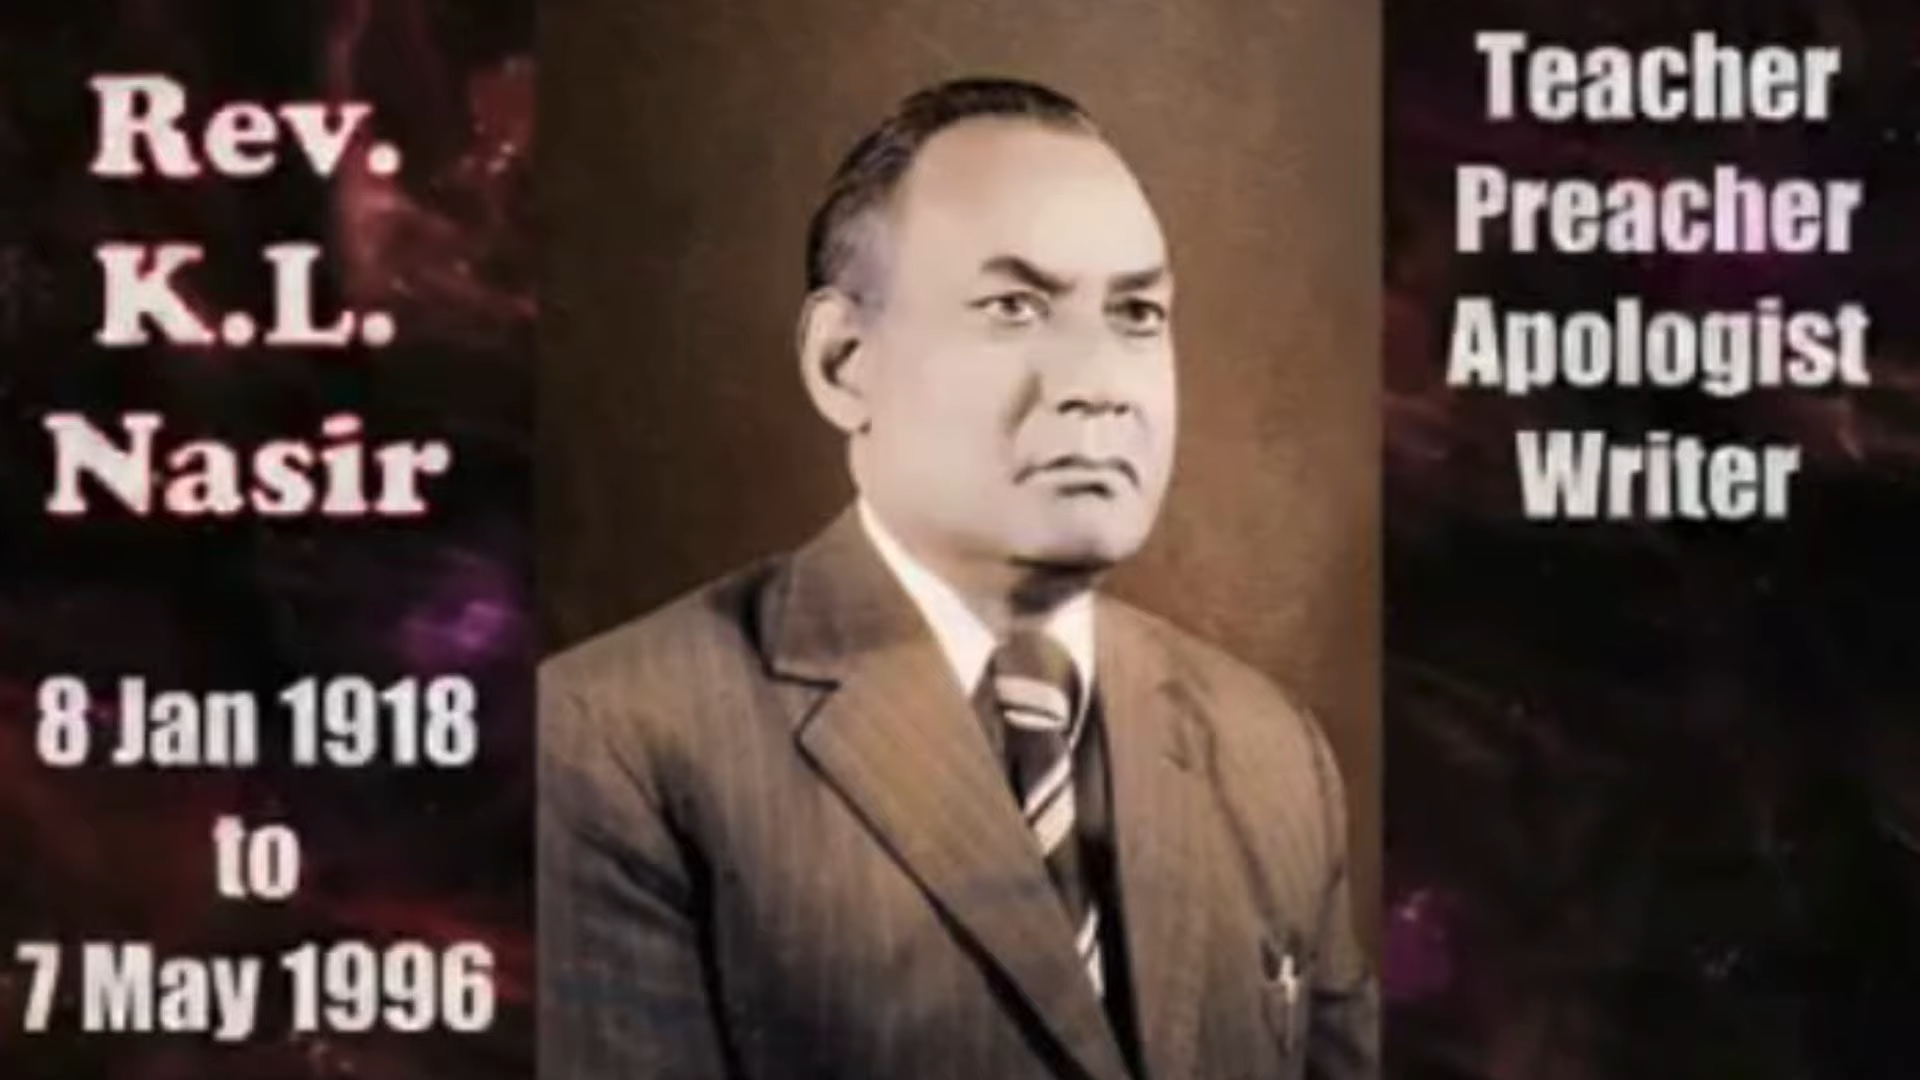 Rev.
K.L.
Nasir
8 Jan 1918
to
7 May 1996
Teacher
Preacher
Apologist
Writer